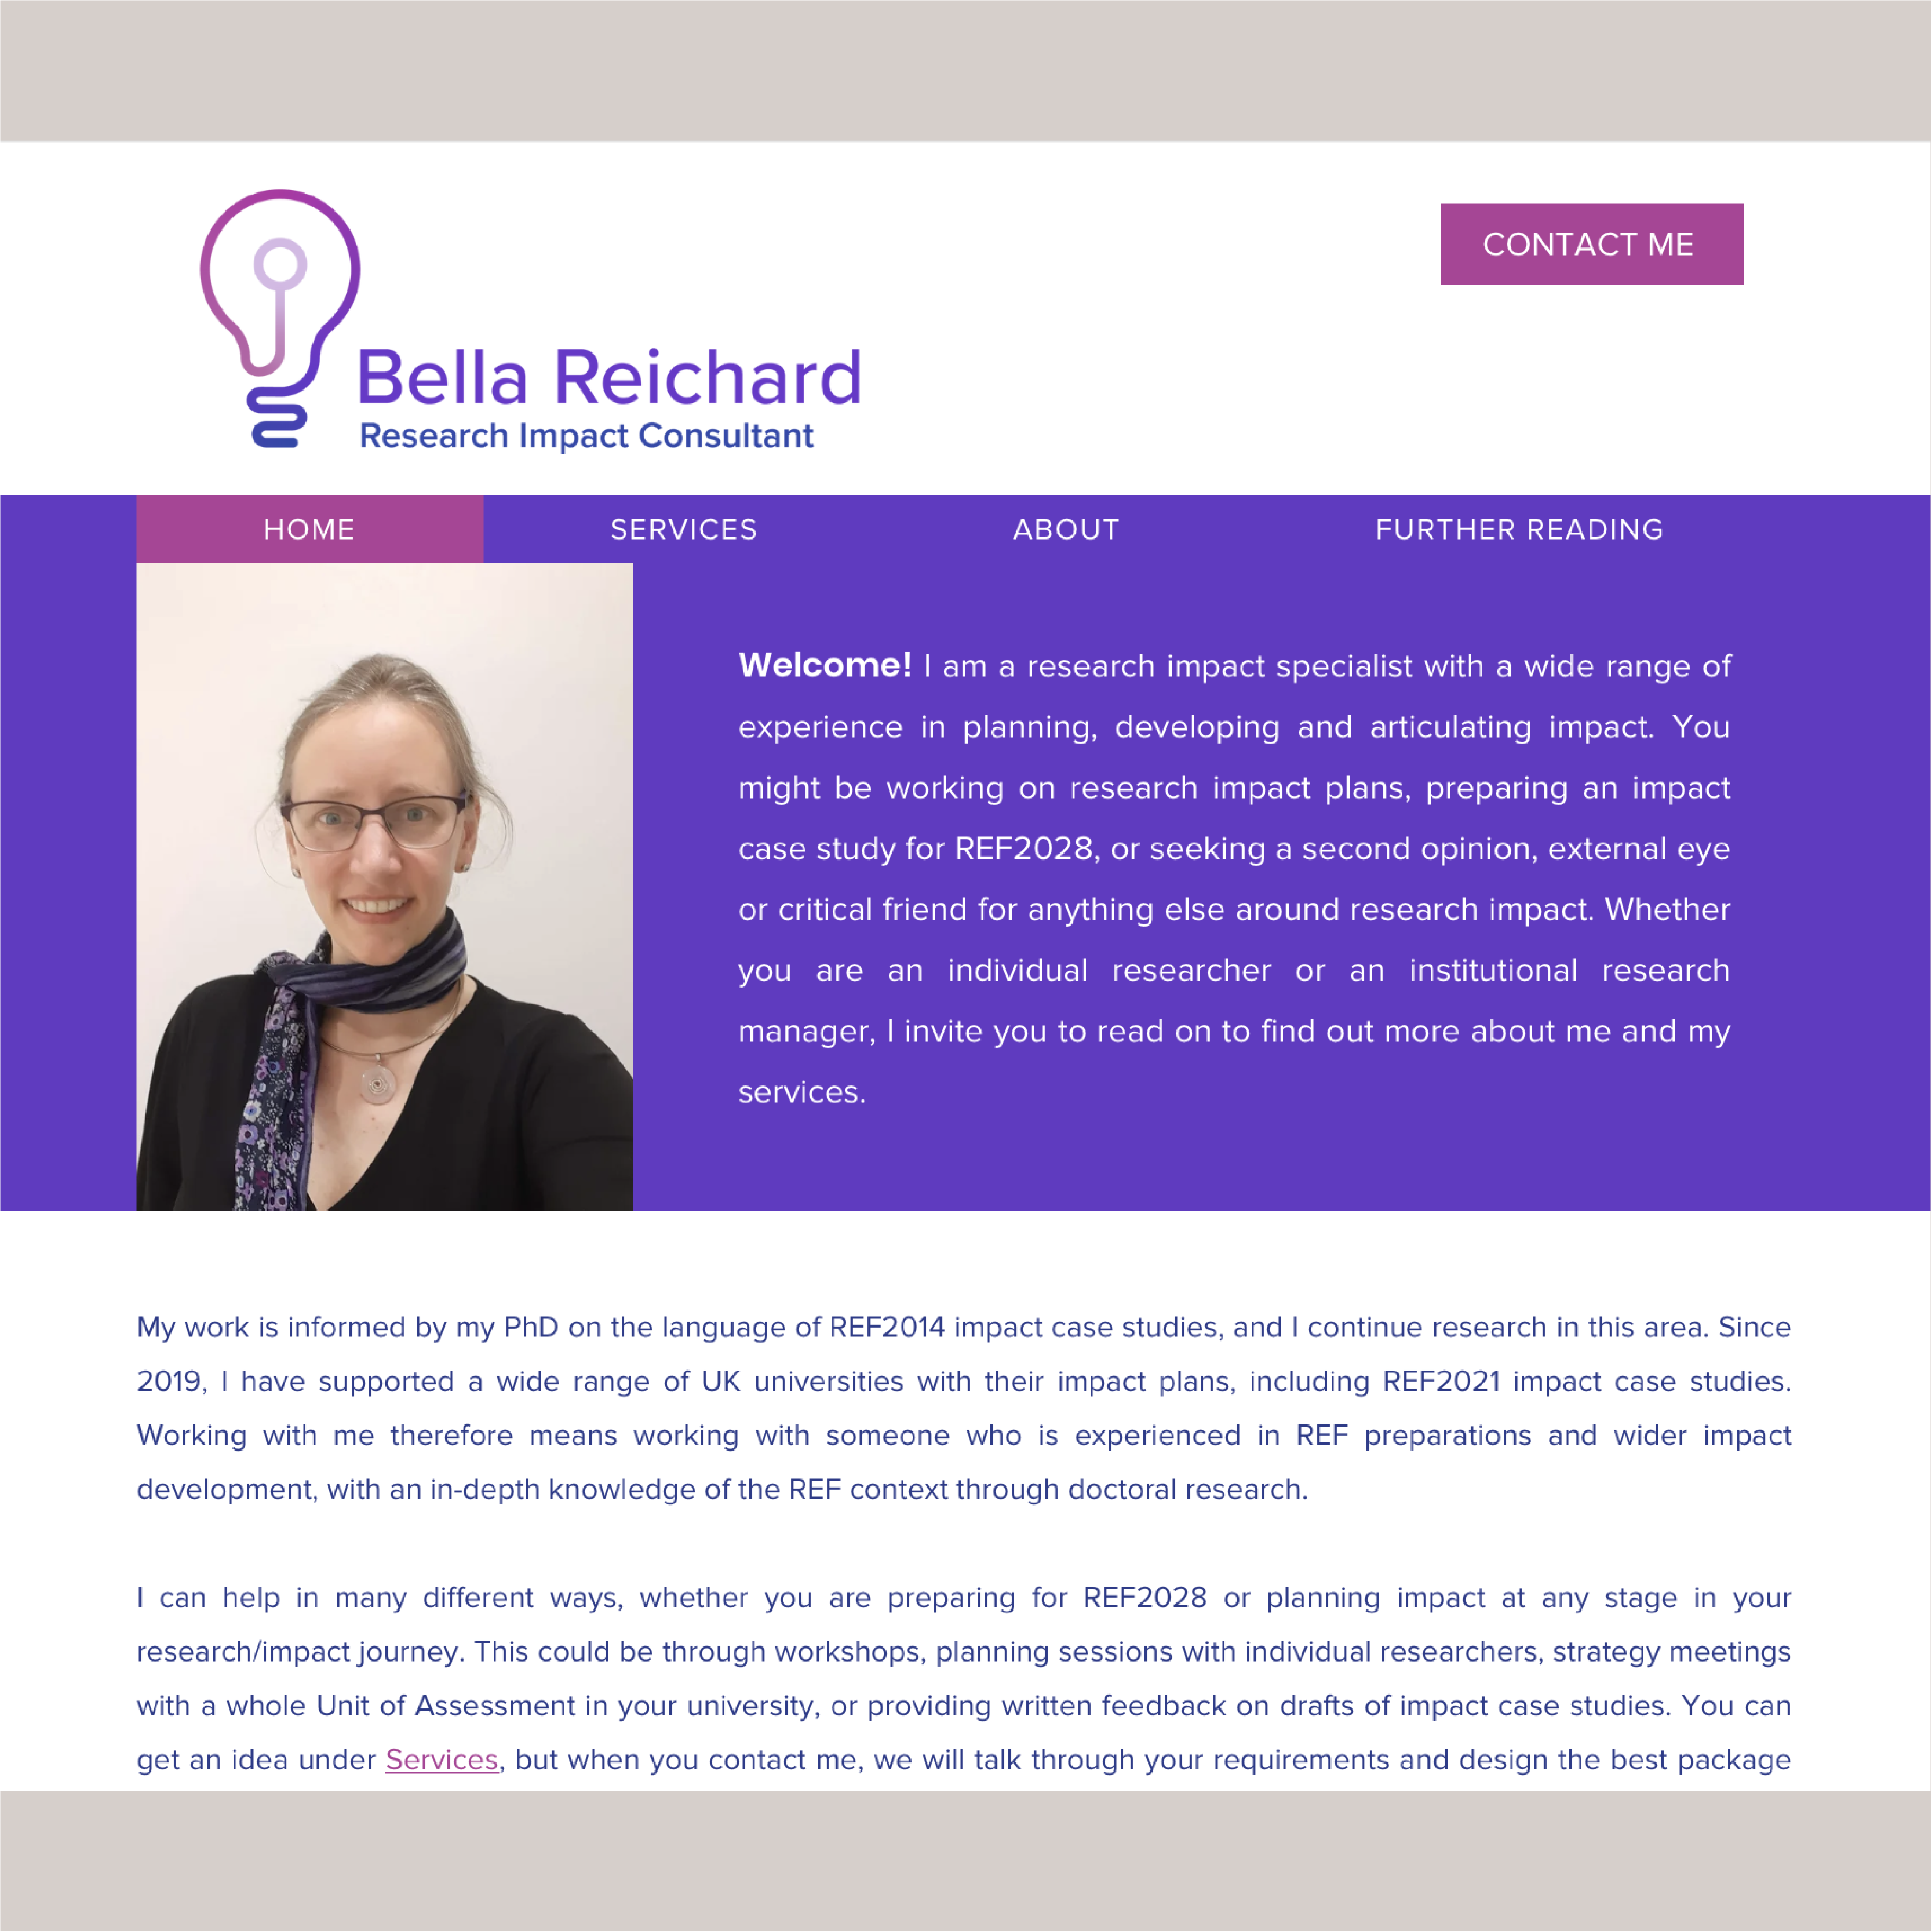 CONTACT ME
Bella Reichard
Research Impact Consultant
HOME
SERVICES
ABOUT
FURTHER READING
Welcome! I am a research impact specialist with a wide range of
experience in planning, developing and articulating impact. You
might be working on research impact plans, preparing an impact
case study for REF2028, or seeking a second opinion, external eye
or critical friend for anything else around research impact. Whether
you are an individual researcher or an institutional research
manager, I invite you to read on to find out more about me and my
services.
My work is informed by my PhD on the language of REF2014 impact case studies, and I continue research in this area. Since
2019, I have supported a wide range of UK universities with their impact plans, including REF2021 impact case studies.
Working with me therefore means working with someone who is experienced in REF preparations and wider impact
development, with an in-depth knowledge of the REF context through doctoral research.
I can help in many different ways, whether you are preparing for REF2028 or planning impact at any stage in your
research/impact journey. This could be through workshops, planning sessions with individual researchers, strategy meetings
with a whole Unit of Assessment in your university, or providing written feedback on drafts of impact case studies. You can
get an idea under Services, but when you contact me, we will talk through your requirements and design the best package